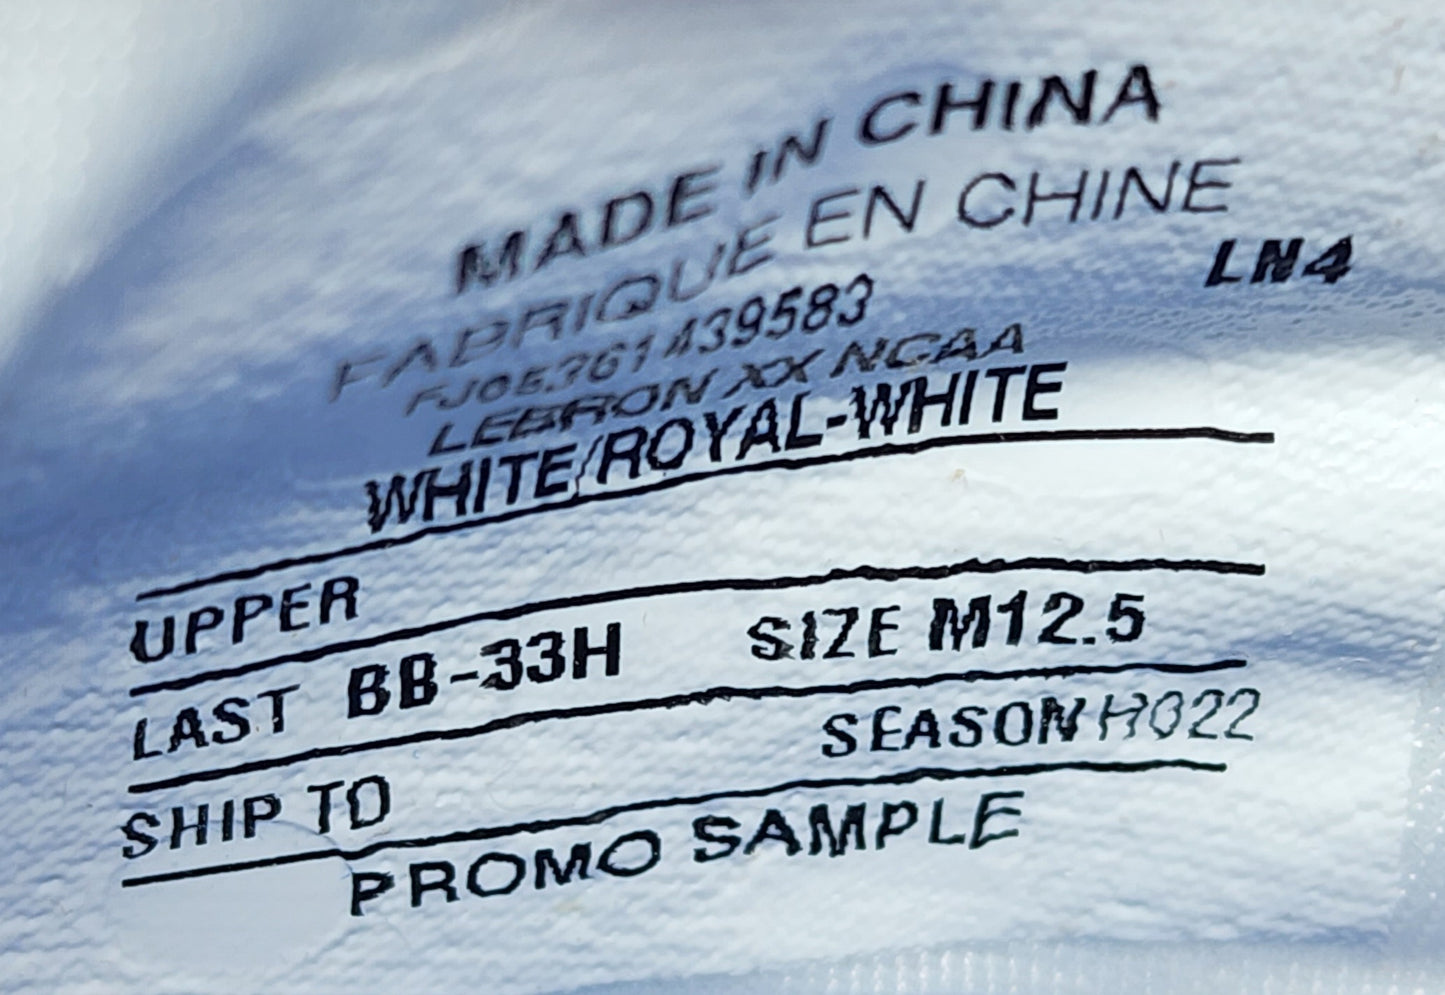 MADE IN CHINA
FABRIQUE EN CHINE
LN4
LEBRON XX NCAA
WHITE/ROYAL-WHITE
UPPER
LAST BB-33H SIZE M12.5
SEASON HO22
SHIP TO
PROMO SAMPLE